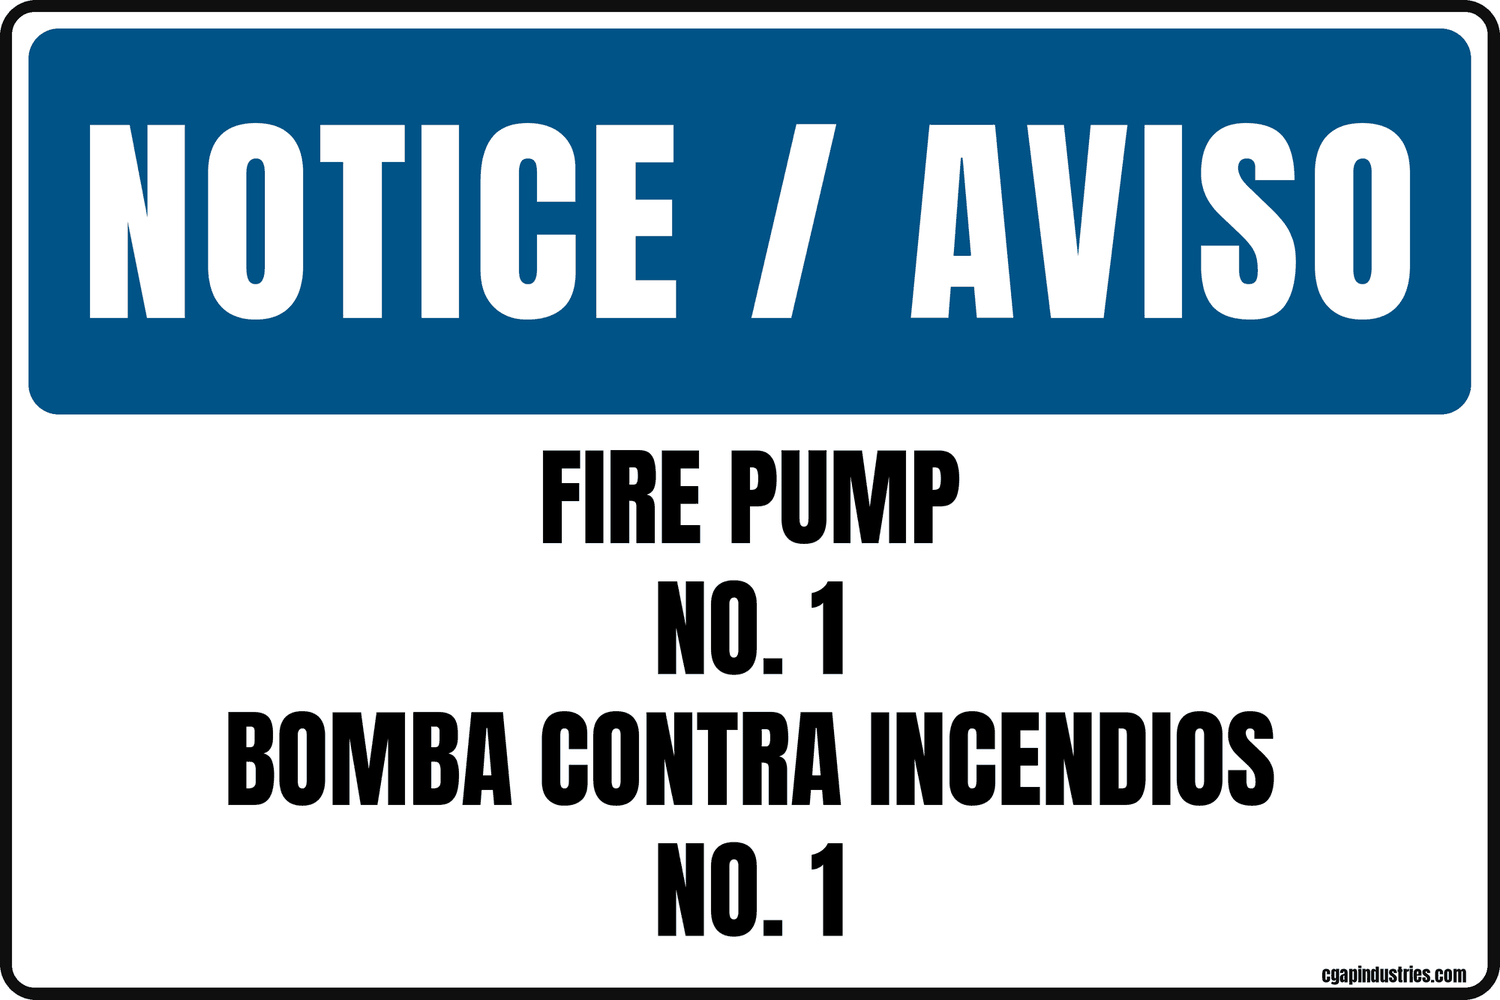 NOTICE / AVISO
FIRE PUMP
NO. 1
BOMBA CONTRA INCENDIOS
NO. 1
cgapindustries.com